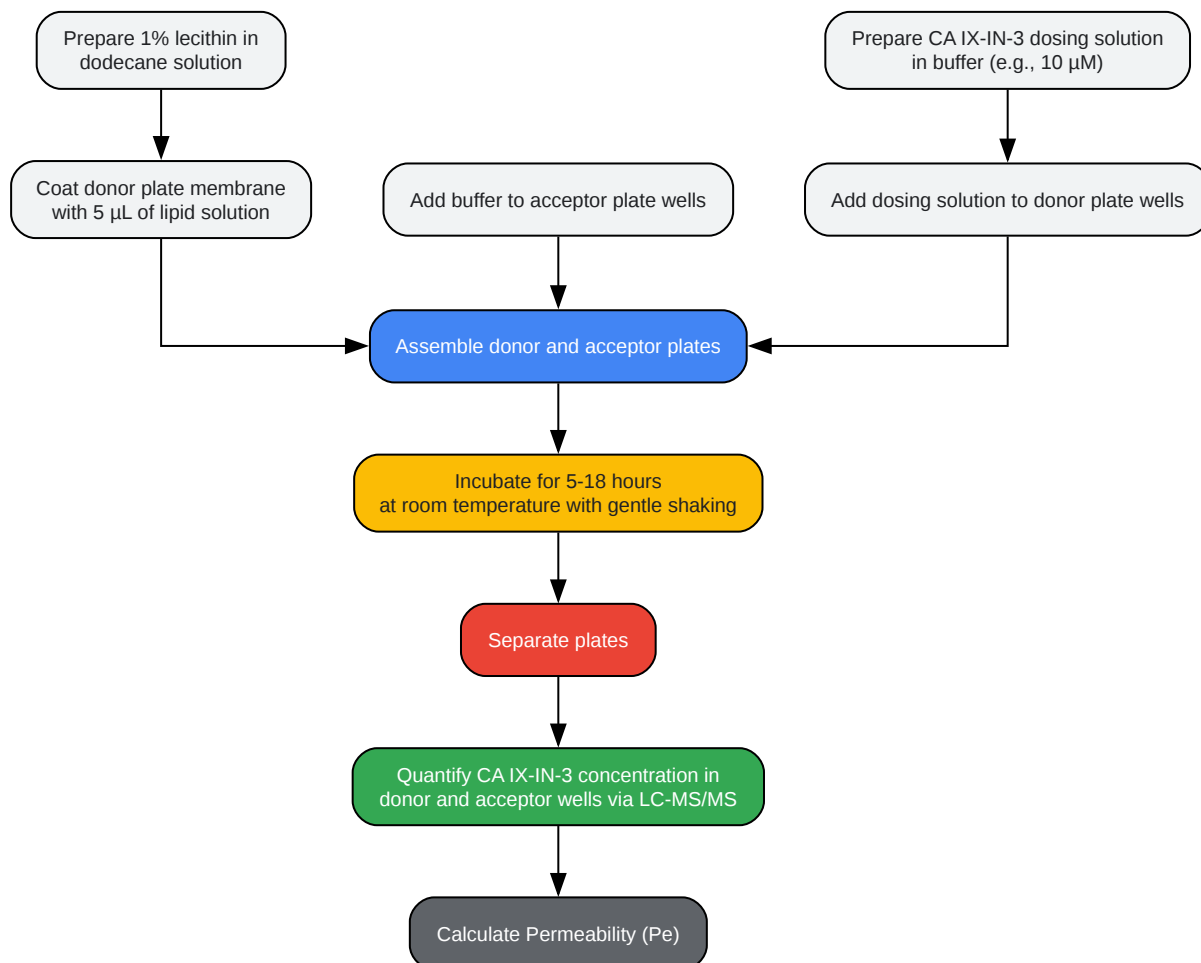 Prepare 1% lecithin in
dodecane solution
Prepare CA IX-IN-3 dosing solution
in buffer (e.g., 10 µM)
Coat donor plate membrane
with 5 µL of lipid solution
Add buffer to acceptor plate wells
Add dosing solution to donor plate wells
Assemble donor and acceptor plates
Incubate for 5-18 hours
at room temperature with gentle shaking
Separate plates
Quantify CA IX-IN-3 concentration in
donor and acceptor wells via LC-MS/MS
Calculate Permeability (Pe)